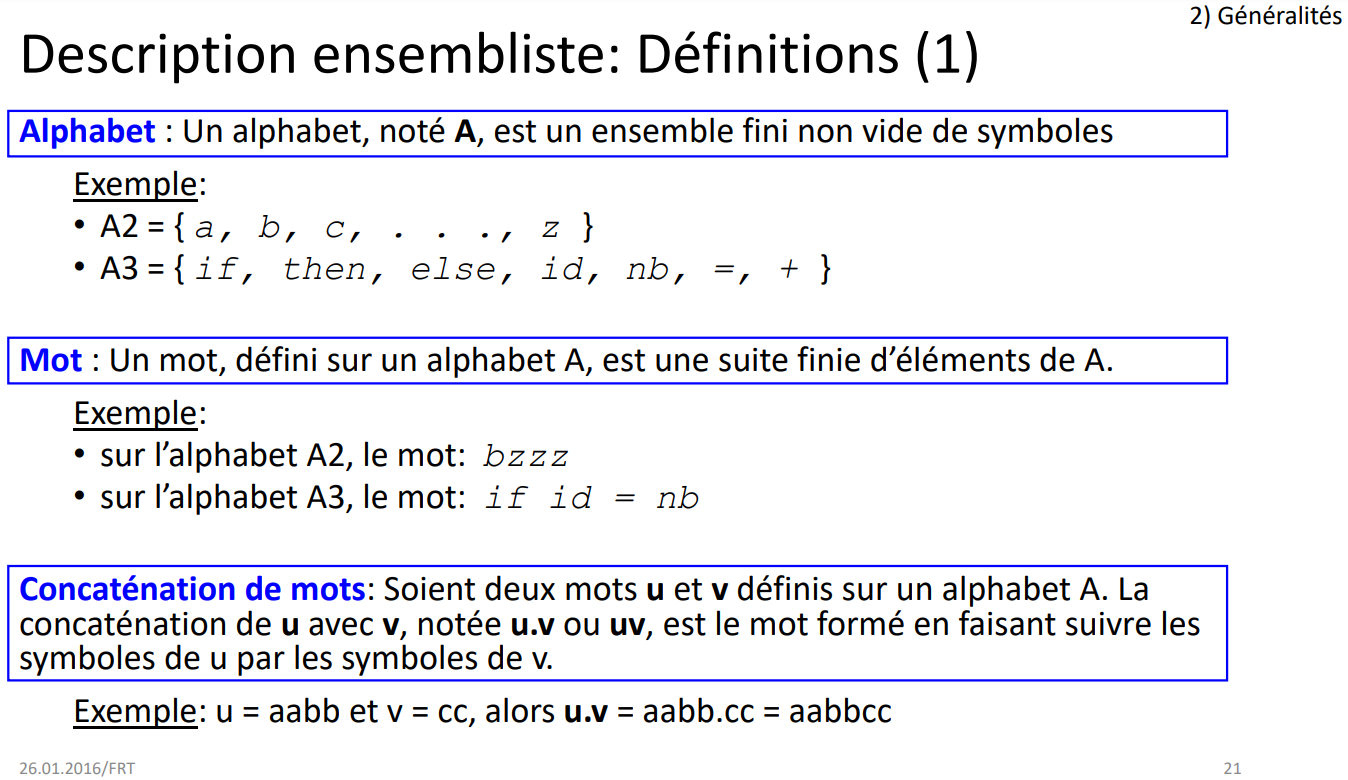 2) Généralités
Description ensembliste: Définitions (1)
Alphabet : Un alphabet, noté A, est un ensemble fini non vide de symboles
Exemple:
• A2 = { a, b, c, . . ., z }
• A3 = { if, then, else, id, nb, =, + }
Mot : Un mot, défini sur un alphabet A, est une suite finie d’éléments de A.
Exemple:
• sur l’alphabet A2, le mot: bzzz
• sur l’alphabet A3, le mot: if id = nb
Concaténation de mots: Soient deux mots u et v définis sur un alphabet A. La
concaténation de u avec v, notée u.v ou uv, est le mot formé en faisant suivre les
symboles de u par les symboles de v.
Exemple: u = aabb et v = cc, alors u.v = aabb.cc = aabbcc
26.01.2016/FRT
21